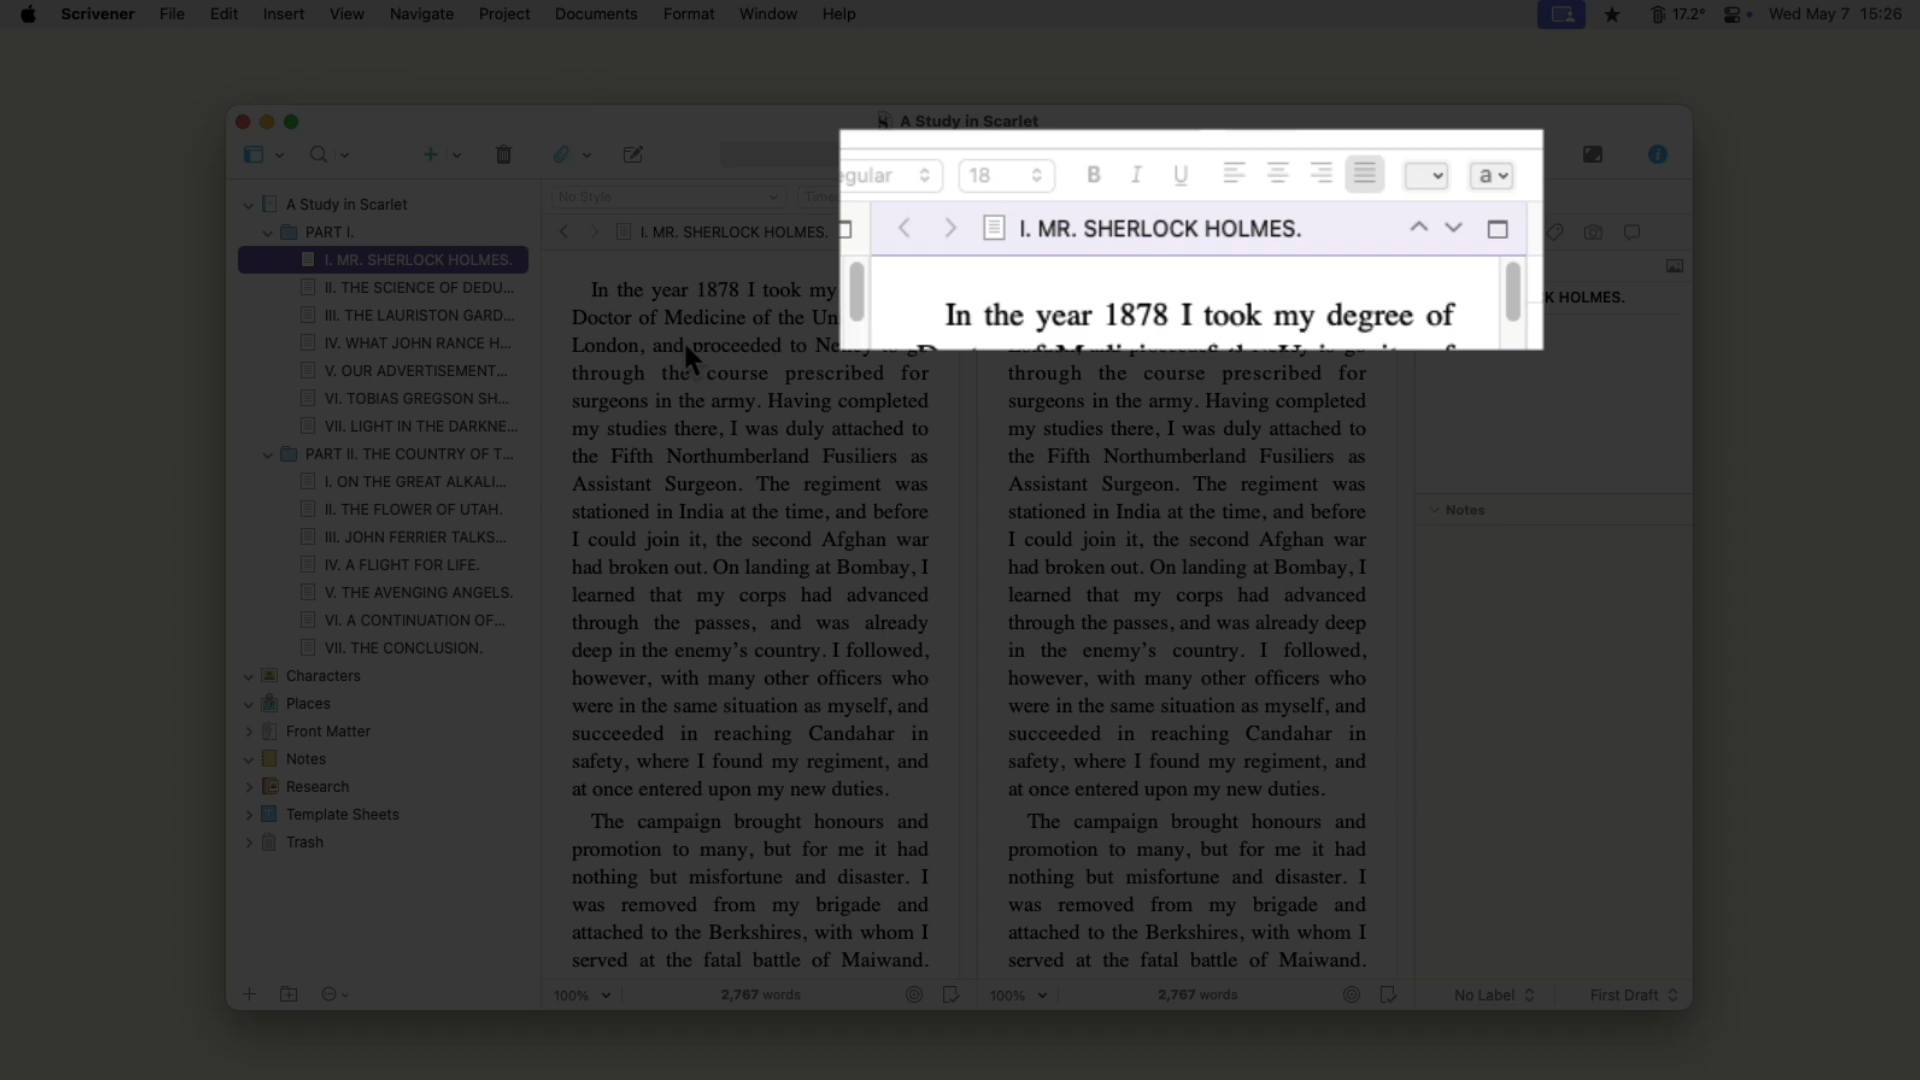 Scrivener File Edit Insert View Navigate Project Documents Format Window Help 17.2° Wed May 7 15:26
A Study in Scarlet
egular 18 B I U a
No Style
I. MR. SHERLOCK HOLMES.
I. MR. SHERLOCK HOLMES.
K HOLMES.
A Study in Scarlet
PART I.
I. MR. SHERLOCK HOLMES.
II. THE SCIENCE OF DEDU...
III. THE LAURISTON GARD...
IV. WHAT JOHN RANCE H...
V. OUR ADVERTISEMENT...
VI. TOBIAS GREGSON SH...
VII. LIGHT IN THE DARKNE...
PART II. THE COUNTRY OF T...
I. ON THE GREAT ALKALI...
II. THE FLOWER OF UTAH.
III. JOHN FERRIER TALKS...
IV. A FLIGHT FOR LIFE.
V. THE AVENGING ANGELS.
VI. A CONTINUATION OF...
VII. THE CONCLUSION.
Characters
Places
Front Matter
Notes
Research
Template Sheets
Trash
In the year 1878 I took my
Doctor of Medicine of the Un
London, and proceeded to
through the course prescribed for
surgeons in the army. Having completed
my studies there, I was duly attached to
the Fifth Northumberland Fusiliers as
Assistant Surgeon. The regiment was
stationed in India at the time, and before
I could join it, the second Afghan war
had broken out. On landing at Bombay, I
learned that my corps had advanced
through the passes, and was already
deep in the enemy’s country. I followed,
however, with many other officers who
were in the same situation as myself, and
succeeded in reaching Candahar in
safety, where I found my regiment, and
at once entered upon my new duties.
The campaign brought honours and
promotion to many, but for me it had
nothing but misfortune and disaster. I
was removed from my brigade and
attached to the Berkshires, with whom I
served at the fatal battle of Maiwand.
100% 2,767 words
In the year 1878 I took my degree of
through the course prescribed for
surgeons in the army. Having completed
my studies there, I was duly attached to
the Fifth Northumberland Fusiliers as
Assistant Surgeon. The regiment was
stationed in India at the time, and before
I could join it, the second Afghan war
had broken out. On landing at Bombay, I
learned that my corps had advanced
through the passes, and was already deep
in the enemy’s country. I followed,
however, with many other officers who
were in the same situation as myself, and
succeeded in reaching Candahar in
safety, where I found my regiment, and
at once entered upon my new duties.
The campaign brought honours and
promotion to many, but for me it had
nothing but misfortune and disaster. I
was removed from my brigade and
attached to the Berkshires, with whom I
served at the fatal battle of Maiwand.
100% 2,767 words
Notes
No Label First Draft